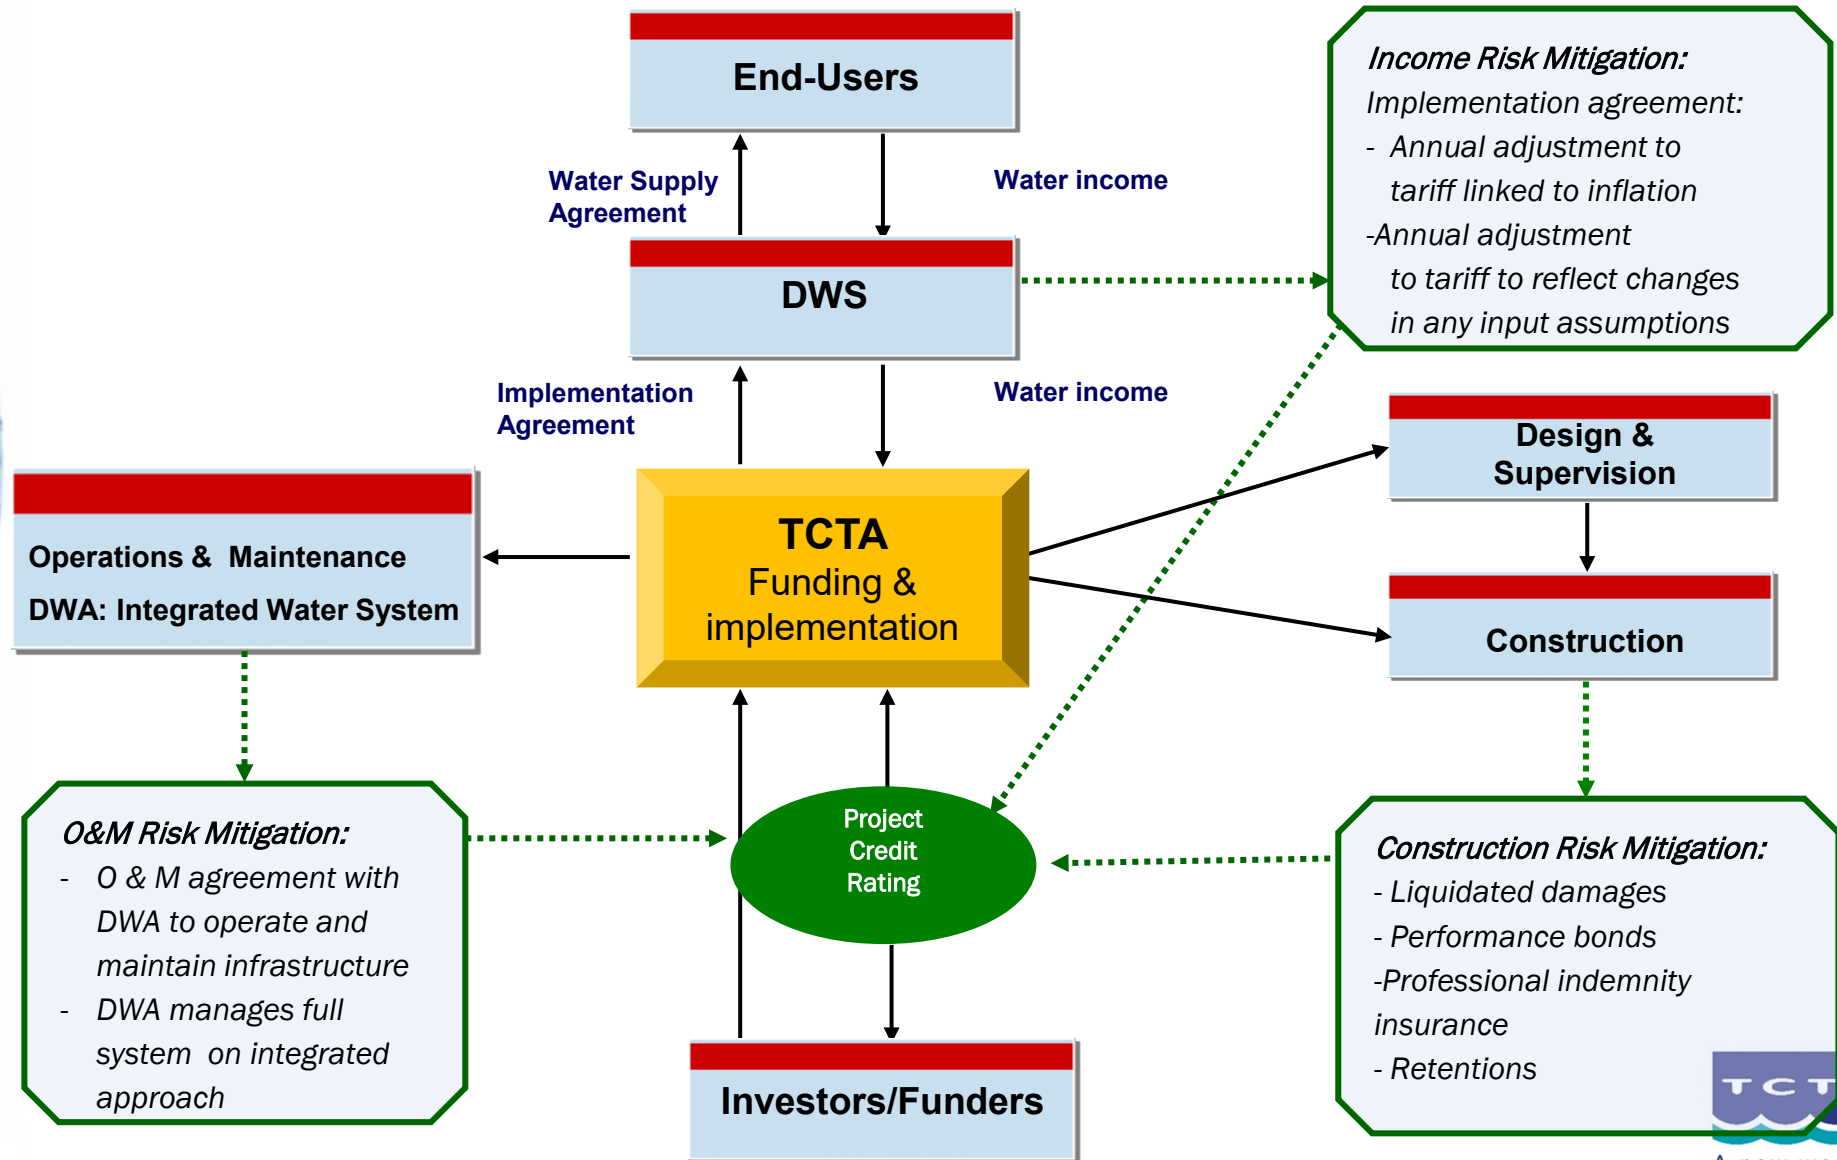 End-Users
Water Supply
Agreement
Water income
DWS
Implementation
Agreement
Water income
Income Risk Mitigation:
Implementation agreement:
- Annual adjustment to
tariff linked to inflation
-Annual adjustment
to tariff to reflect changes
in any input assumptions
Operations & Maintenance
DWA: Integrated Water System
TCTA
Funding &
implementation
Design &
Supervision
Construction
O&M Risk Mitigation:
- O & M agreement with
DWA to operate and
maintain infrastructure
- DWA manages full
system on integrated
approach
Project
Credit
Rating
Construction Risk Mitigation:
- Liquidated damages
- Performance bonds
-Professional indemnity
insurance
- Retentions
Investors/Funders
TCT